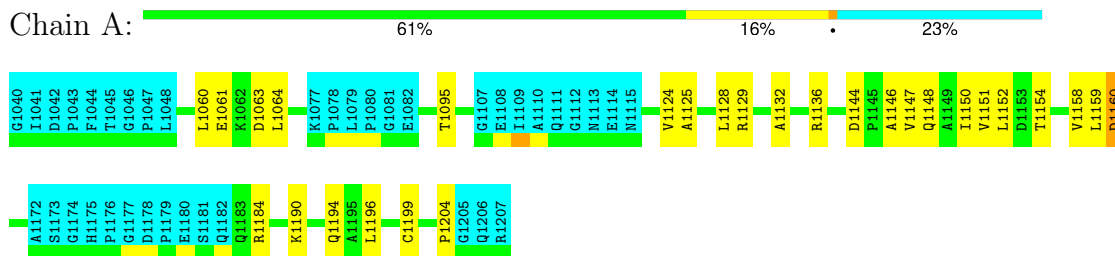 Chain A:
61% 16% • 23%
G1040 I1041 D1042 P1043 F1044 T1045 G1046 P1047 L1048 L1060 E1061 K1062 D1063 L1064 K1077 P1078 L1079 P1080 G1081 E1082 T1095 G1107 E1108 I1109 A1110 Q1111 G1112 N1113 E1114 N1115 V1124 A1125 L1128 R1129 A1132 R1136 D1144 P1145 A1146 V1147 Q1148 A1149 I1150 V1151 L1152 D1153 T1154 V1158 L1159
A1172 S1173 G1174 H1175 P1176 G1177 D1178 P1179 E1180 S1181 Q1182 Q1183 R1184 K1190 Q1194 A1195 L1196 C1199 P1204 G1205 Q1206 R1207